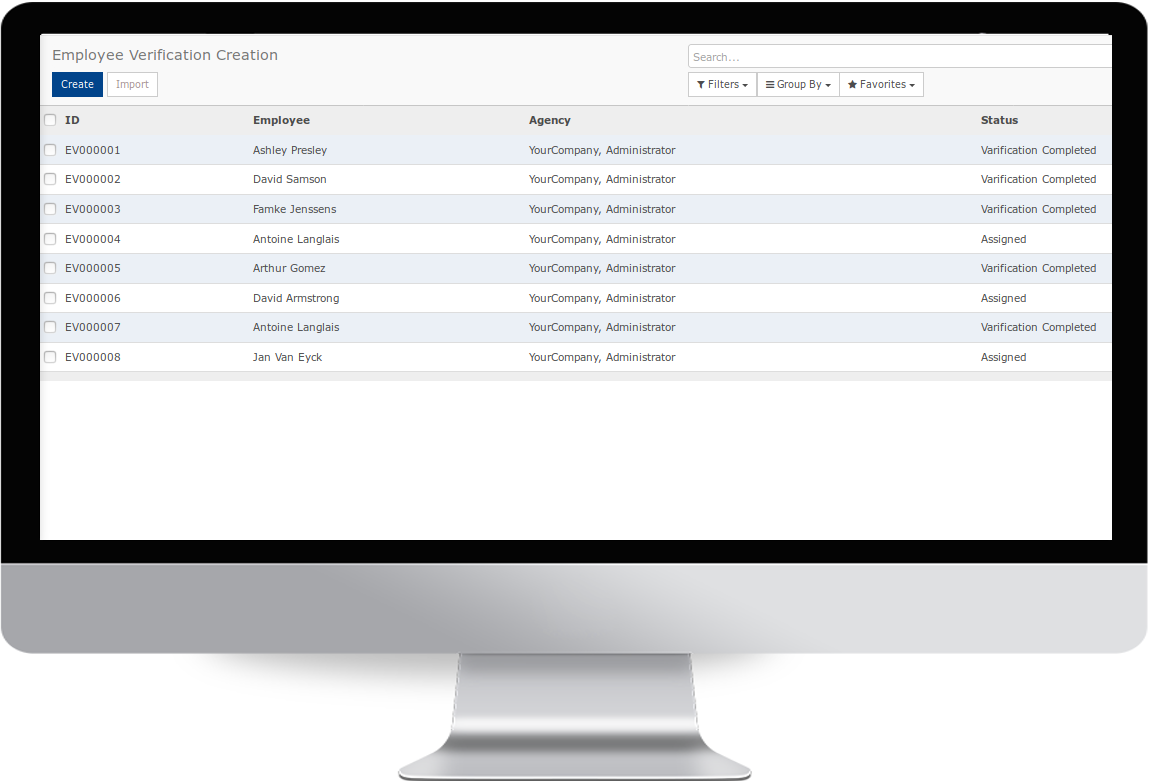 Employee Verification Creation
Search...
Create Import
Filters Group By Favorites
ID Employee Agency Status
EV000001 Ashley Presley YourCompany, Administrator Varification Completed
EV000002 David Samson YourCompany, Administrator Varification Completed
EV000003 Famke Jenssens YourCompany, Administrator Varification Completed
EV000004 Antoine Langlais YourCompany, Administrator Assigned
EV000005 Arthur Gomez YourCompany, Administrator Varification Completed
EV000006 David Armstrong YourCompany, Administrator Assigned
EV000007 Antoine Langlais YourCompany, Administrator Varification Completed
EV000008 Jan Van Eyck YourCompany, Administrator Assigned